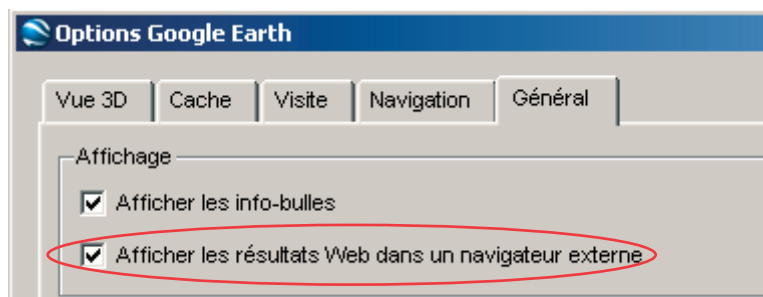 Options Google Earth
Vue 3D Cache Visite Navigation Général
Affichage
Afficher les info-bulles
Afficher les résultats Web dans un navigateur externe